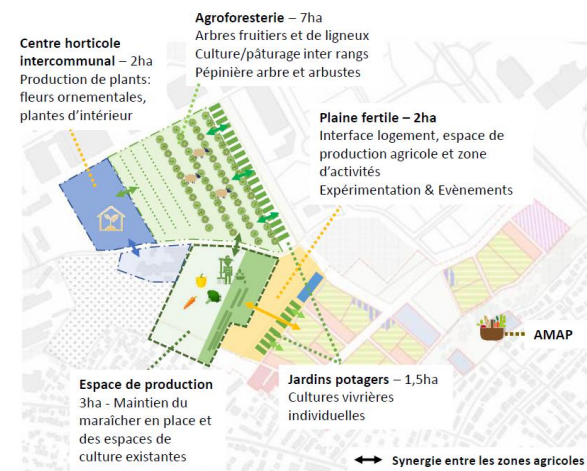 Agroforesterie – 7ha
Arbres fruitiers et de ligneux
Culture/pâturage inter rangs
Pépinière arbre et arbustes
Centre horticole
intercommunal – 2ha
Production de plants:
fleurs ornementales,
plantes d'intérieur
Plaine fertile – 2ha
Interface logement, espace de
production agricole et zone
d'activités
Expérimentation & Evènements
AMAP
Espace de production
3ha - Maintien du
maraîcher en place et
des espaces de
culture existantes
Jardins potagers – 1,5ha
Cultures vivrières
individuelles
Synergie entre les zones agricoles